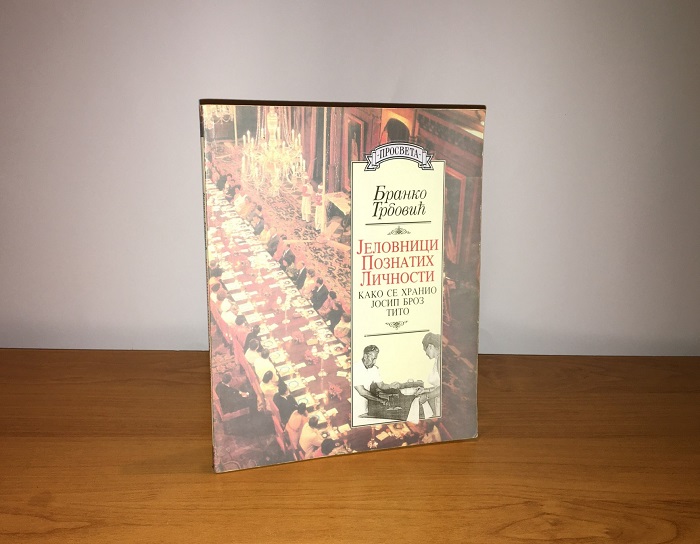 ПРОСВЕТА
Бранко
Трбовић
ЈЕЛОВНИЦИ
ПОЗНАТИХ
ЛИЧНОСТИ
КАКО СЕ ХРАНИО
ЈОСИП БРОЗ
ТИТО